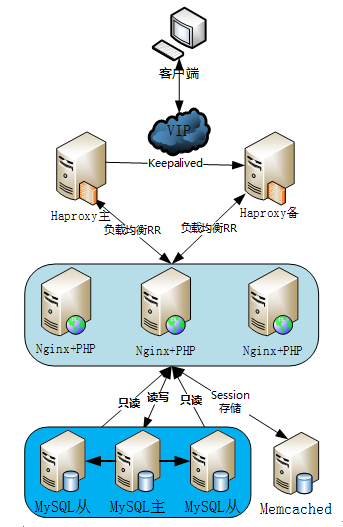 客户端
VIP
Keepalived
Haproxy主
Haproxy备
负载均衡RR
负载均衡RR
Nginx+PHP
Nginx+PHP
Nginx+PHP
只读
读写
只读
Session
存储
MySQL从
MySQL主
MySQL从
Memcached